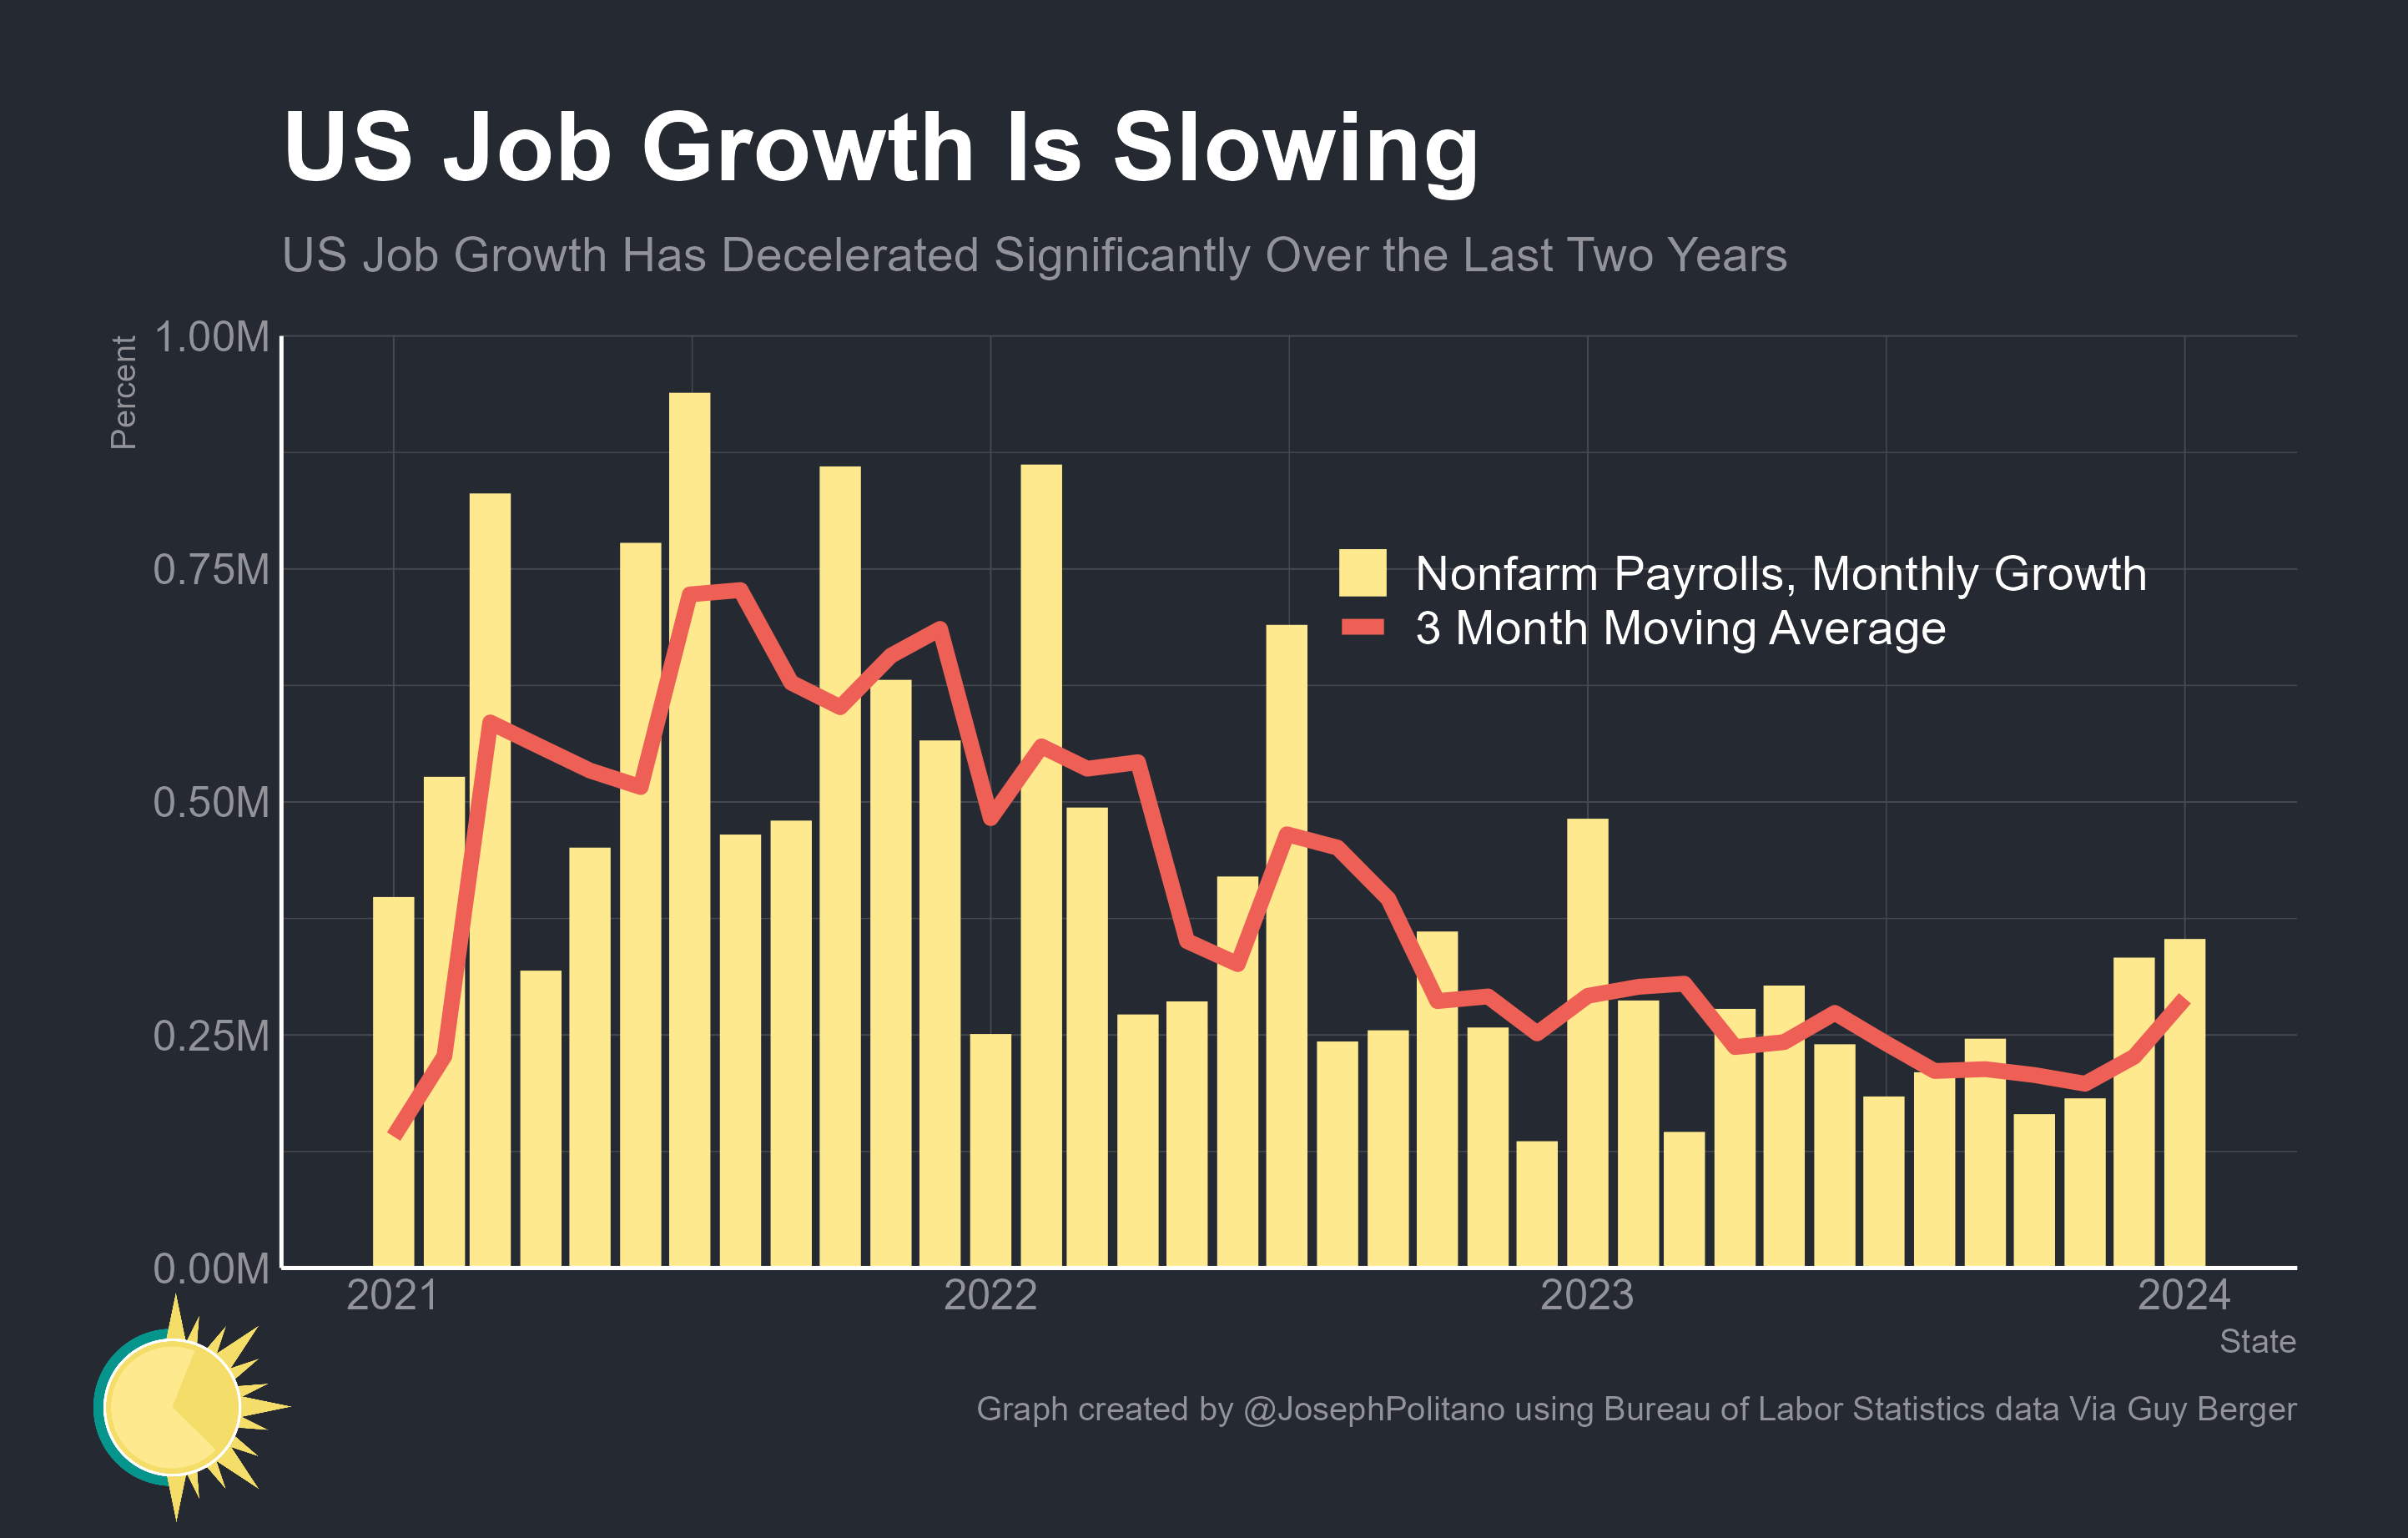 US Job Growth Is Slowing
US Job Growth Has Decelerated Significantly Over the Last Two Years
Percent
1.00M
0.75M
0.50M
0.25M
0.00M
Nonfarm Payrolls, Monthly Growth
3 Month Moving Average
2021 2022 2023 2024
State
Graph created by @JosephPolitano using Bureau of Labor Statistics data Via Guy Berger